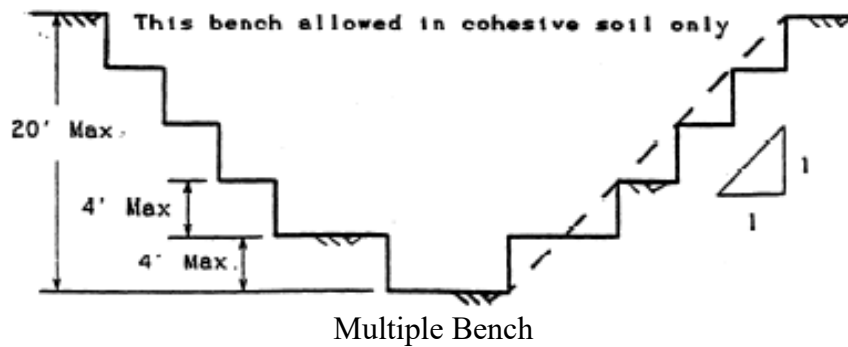 This bench allowed in cohesive soil only
20' Max.
4' Max
1
1
4' Max.
Multiple Bench